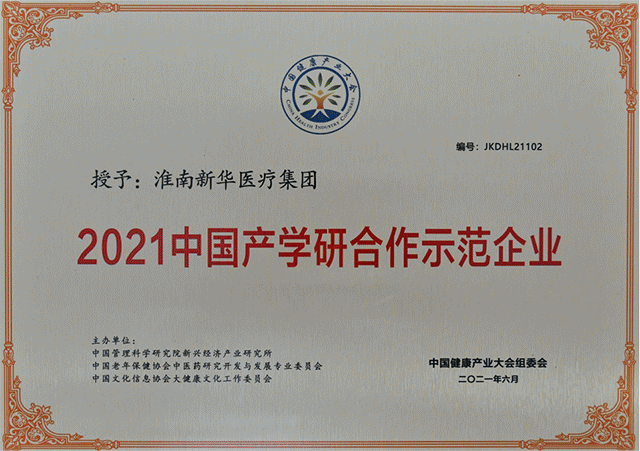 中国健康产业大会
CHINA HEALTH INDUSTRY CONGRESS
编号：JKDHL21102
授予：淮南新华医疗集团
2021中国产学研合作示范企业
主办单位：
中国管理科学研究院新兴经济产业研究所
中国老年保健协会中医药研究开发与发展专业委员会
中国文化信息协会大健康文化工作委员会
中国健康产业大会组委会
二〇二一年六月